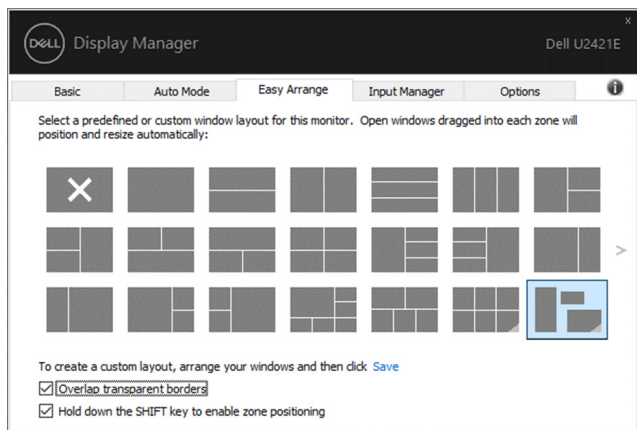 x
DELL Display Manager Dell U2421E
Basic Auto Mode Easy Arrange Input Manager Options i
Select a predefined or custom window layout for this monitor. Open windows dragged into each zone will
position and resize automatically:
>
To create a custom layout, arrange your windows and then click Save
Overlap transparent borders
Hold down the SHIFT key to enable zone positioning